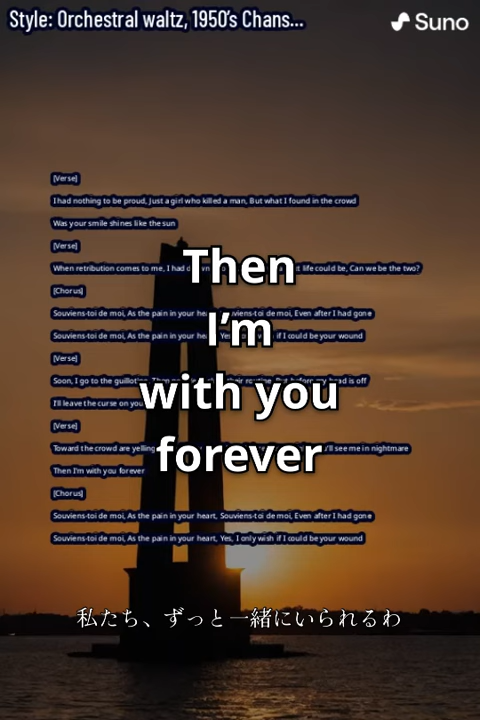 Style: Orchestral waltz, 1950's Chans...
Suno
[Verse]
I had nothing to be proud, Just a girl who killed a man, But what I found in the crowd
Was your smile shines like the sun
[Verse]
When retribution comes to me, I had life could be, Can we be the two?
[Chorus]
Souviens-toi de moi, As the pain in your Souviens-toi de moi, Even after I had gone
Souviens-toi de moi, As the pain in your if I could be your wound
[Verse]
Soon, I go to the my head is off
I'll leave the curse on you
[Verse]
Toward the crowd are yelling see me in nightmare
Then I'm with you forever
[Chorus]
Souviens-toi de moi, As the pain in your heart, Souviens-toi de moi, Even after I had gone
Souviens-toi de moi, As the pain in your heart, Yes, I only wish if I could be your wound
Then
I'm
with you
forever
私たち、ずっと一緒にいられるわ